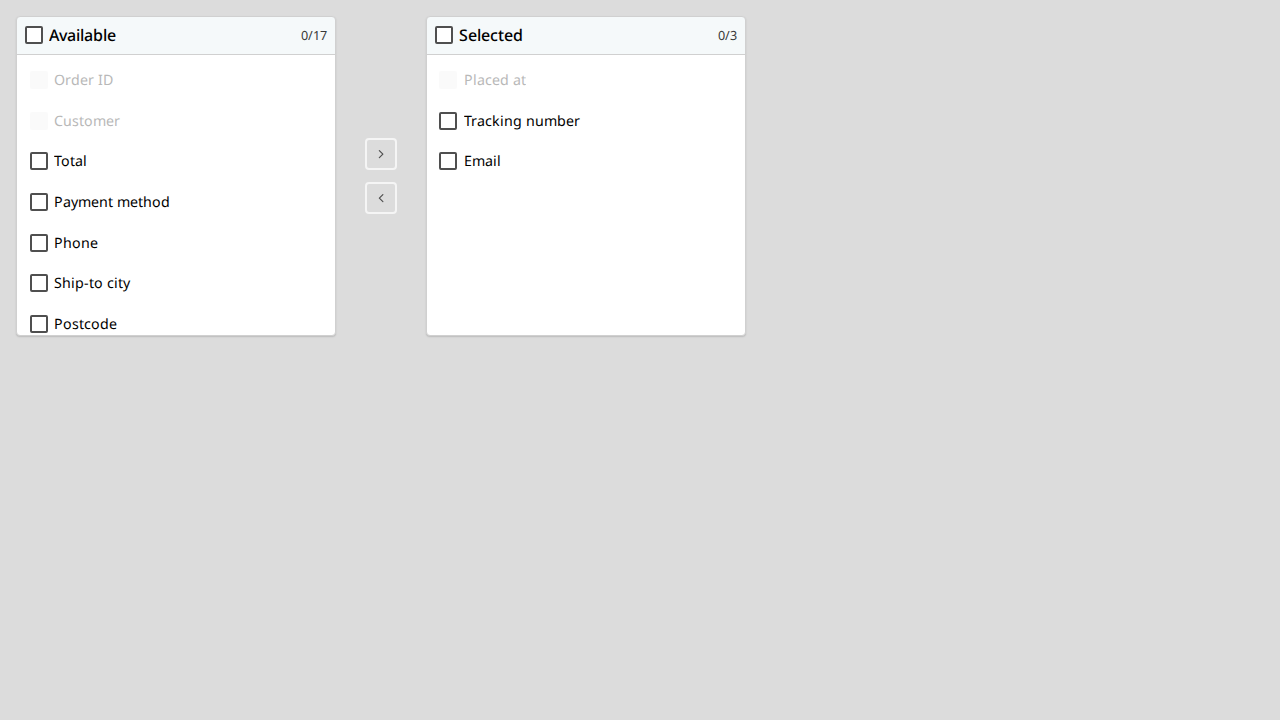 Available 0/17
Order ID
Customer
Total
Payment method
Phone
Ship-to city
Postcode
Selected 0/3
Placed at
Tracking number
Email